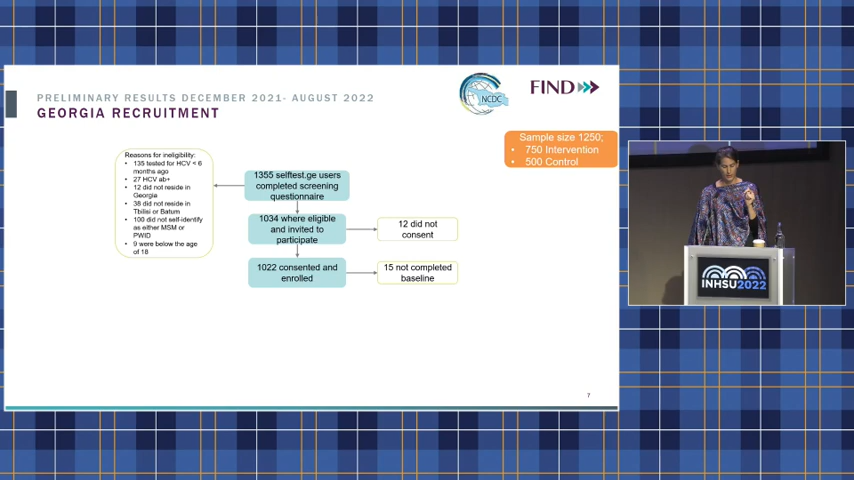 PRELIMINARY RESULTS DECEMBER 2021- AUGUST 2022
GEORGIA RECRUITMENT
NCDC
FIND
Sample size 1250;
• 750 Intervention
• 500 Control
Reasons for ineligibility:
• 135 tested for HCV < 6
months ago
• 27 HCV ab+
• 12 did not reside in
Georgia
• 38 did not reside in
Tbilisi or Batum
• 100 did not self-identify
as either MSM or
PWID
• 9 were below the age
of 18
1355 selftest.ge users
completed screening
questionnaire
1034 where eligible
and invited to
participate
12 did not
consent
1022 consented and
enrolled
15 not completed
baseline
7
INHSU2022